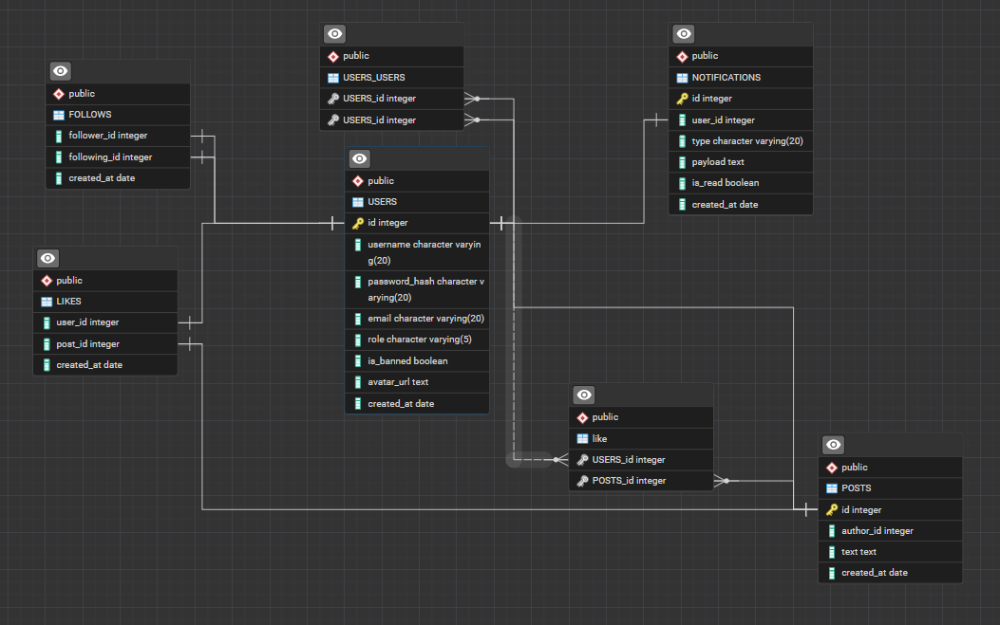 public
USERS_USERS
USERS_id integer
USERS_id integer
public
NOTIFICATIONS
id integer
user_id integer
type character varying(20)
payload text
is_read boolean
created_at date
public
FOLLOWS
follower_id integer
following_id integer
created_at date
public
USERS
id integer
username character varyin
g(20)
password_hash character v
arying(20)
email character varying(20)
role character varying(5)
is_banned boolean
avatar_url text
created_at date
public
LIKES
user_id integer
post_id integer
created_at date
public
like
USERS_id integer
POSTS_id integer
public
POSTS
id integer
author_id integer
text text
created_at date